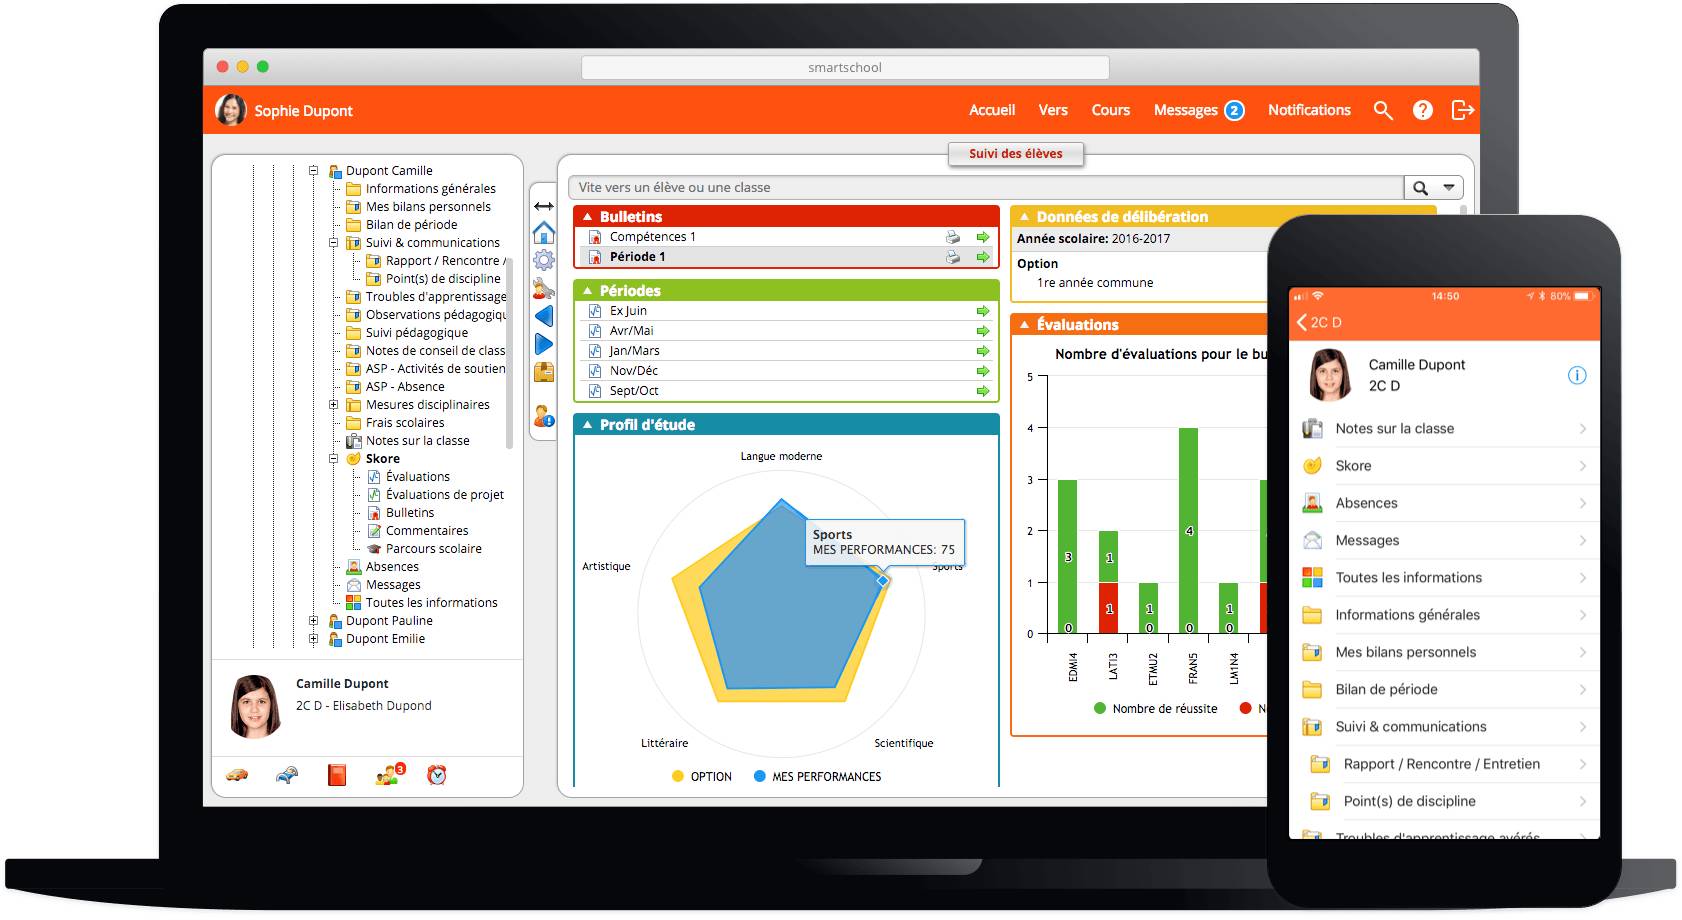 smartschool
Sophie Dupont
Accueil
Vers
Cours
Messages 2
Notifications
?
Suivi des élèves
Dupont Camille
Informations générales
Mes bilans personnels
Bilan de période
Suivi & communications
Rapport / Rencontre /
Point(s) de discipline
Troubles d'apprentissage
Observations pédagogiqu
Suivi pédagogique
Notes de conseil de class
ASP - Activités de soutien
ASP - Absence
Mesures disciplinaires
Frais scolaires
Notes sur la classe
Skore
Évaluations
Évaluations de projet
Bulletins
Commentaires
Parcours scolaire
Absences
Messages
Toutes les informations
Dupont Pauline
Dupont Emilie
Camille Dupont
2C D - Elisabeth Dupond
3
Vite vers un élève ou une classe
Bulletins
Compétences 1
Période 1
Périodes
Ex Juin
Avr/Mai
Jan/Mars
Nov/Déc
Sept/Oct
Profil d'étude
Langue moderne
Sports
MES PERFORMANCES: 75
Artistique
Sports
Littéraire
Scientifique
OPTION
MES PERFORMANCES
Données de délibération
Année scolaire: 2016-2017
Option
1re année commune
Évaluations
Nombre d'évaluations pour le bu
5
4
3
2
1
0
3
0
1
1
1
0
4
0
1
0
EDMI4
LATI3
ETMU2
FRAN5
LM1N4
Nombre de réussite
N
14:50
80%
2C D
Camille Dupont
2C D
Notes sur la classe
Skore
Absences
Messages
Toutes les informations
Informations générales
Mes bilans personnels
Bilan de période
Suivi & communications
Rapport / Rencontre / Entretien
Point(s) de discipline
Troubles d'apprentissage avérés